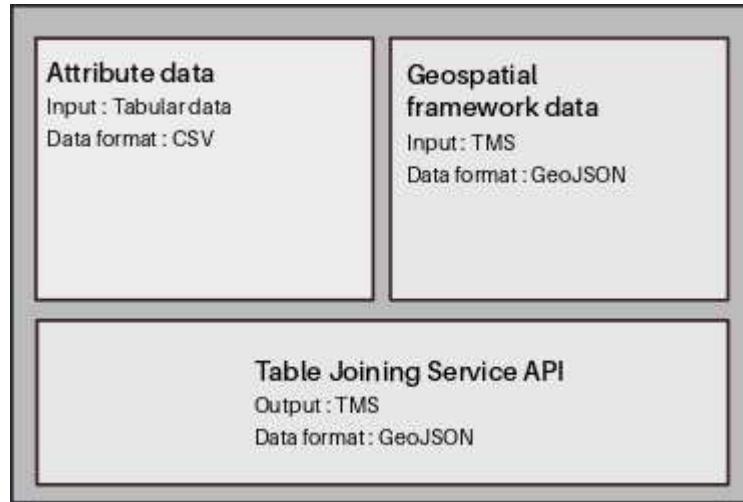 Attribute data
Input : Tabular data
Data format : CSV
Geospatial
framework data
Input : TMS
Data format : GeoJSON
Table Joining Service API
Output : TMS
Data format : GeoJSON